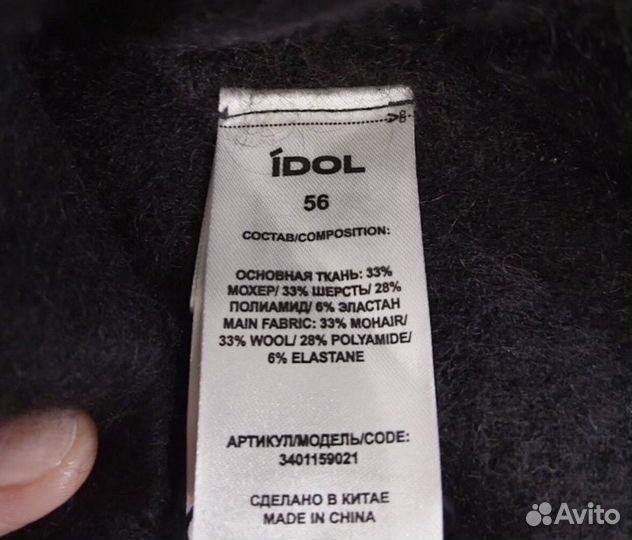 íDOL
56
СОСТАВ/COMPOSITION:
ОСНОВНАЯ ТКАНЬ: 33%
МОХЕР/ 33% ШЕРСТЬ/ 28%
ПОЛИАМИД/ 6% ЭЛАСТАН
MAIN FABRIC: 33% MOHAIR/
33% WOOL/ 28% POLYAMIDE/
6% ELASTANE
АРТИКУЛ/МОДЕЛЬ/CODE:
3401159021
СДЕЛАНО В КИТАЕ
MADE IN CHINA
Avito